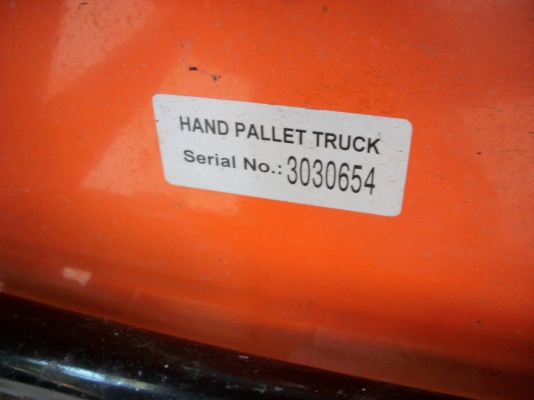 HAND PALLET TRUCK
Serial No.: 3030654